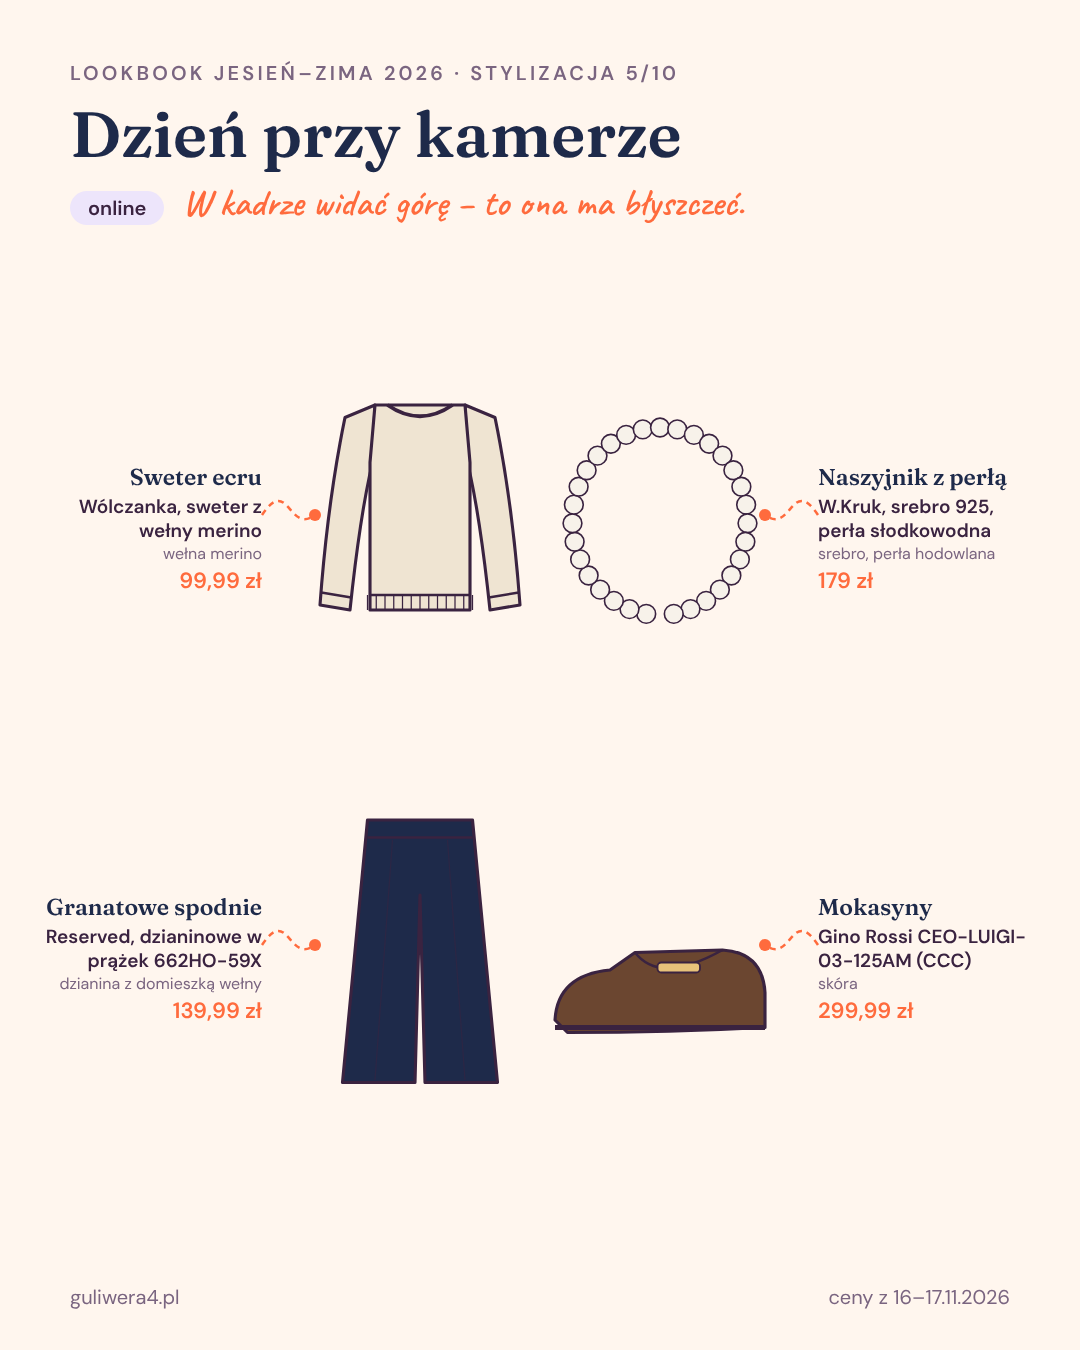 LOOKBOOK JESIEŃ–ZIMA 2026 · STYLIZACJA 5/10
Dzień przy kamerze
online
W kadrze widać górę – to ona ma błyszczeć.
Sweter ecru
Wólczanka, sweter z
wełny merino
wełna merino
99,99 zł
Naszyjnik z perłą
W.Kruk, srebro 925,
perła słodkowodna
srebro, perła hodowlana
179 zł
Granatowe spodnie
Reserved, dzianinowe w
prążek 662HO-59X
dzianina z domieszką wełny
139,99 zł
Mokasyny
Gino Rossi CEO-LUIGI-
03-125AM (CCC)
skóra
299,99 zł
guliwera4.pl
ceny z 16–17.11.2026